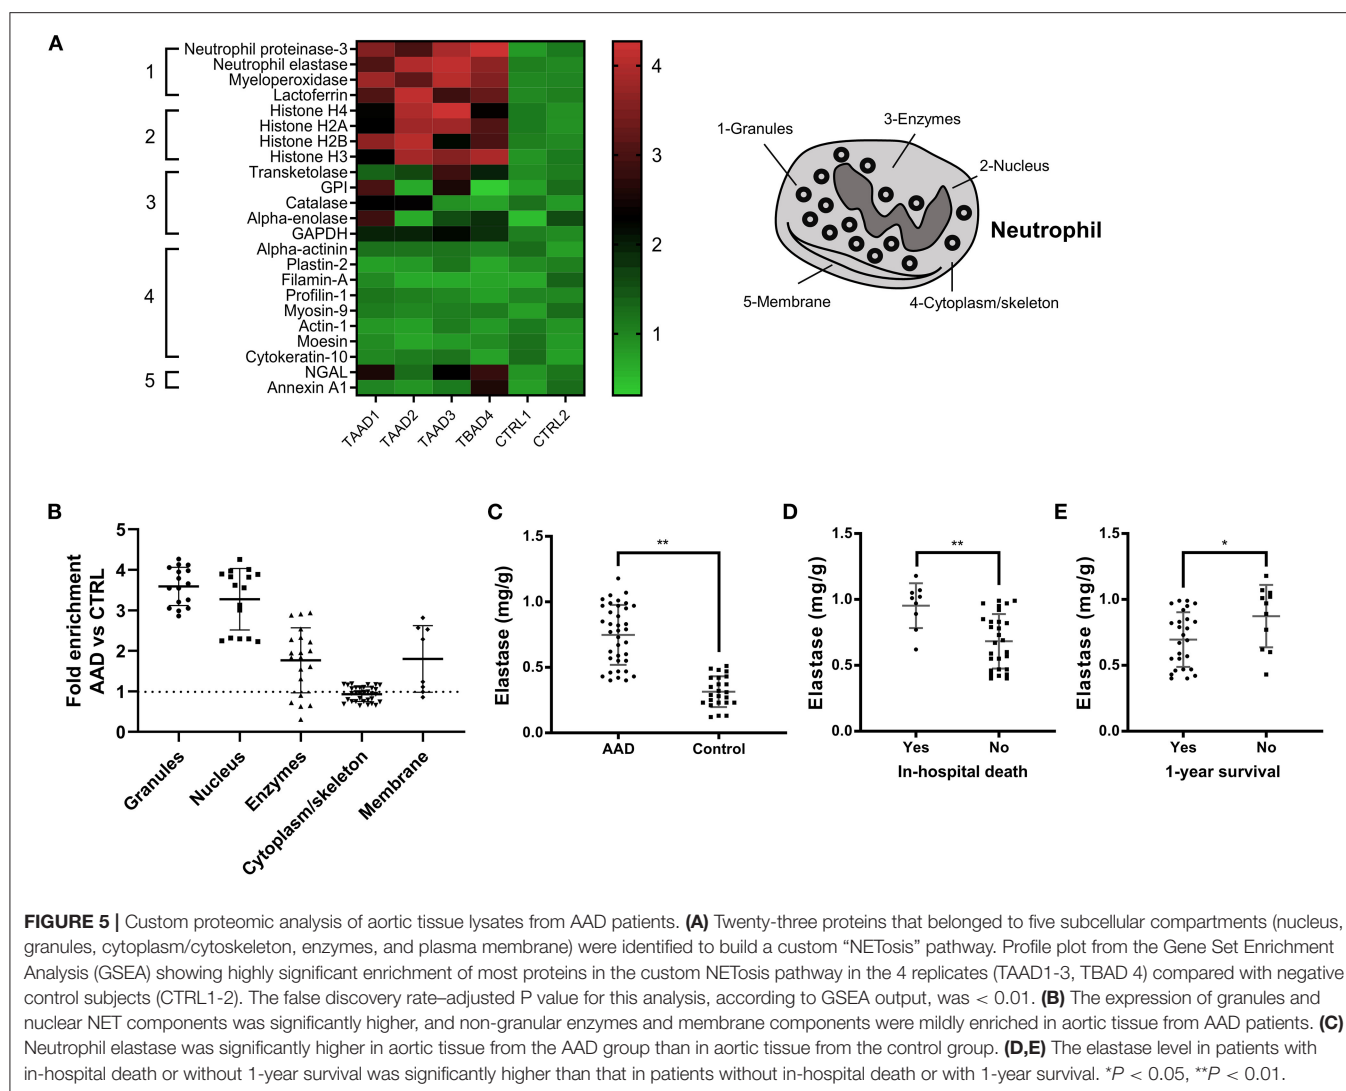 A
Neutrophil proteinase-3
Neutrophil elastase
Myeloperoxidase
Lactoferrin
Histone H4
Histone H2A
Histone H2B
Histone H3
Transketolase
GPI
Catalase
Alpha-enolase
GAPDH
Alpha-actinin
Plastin-2
Filamin-A
Profilin-1
Myosin-9
Actin-1
Moesin
Cytokeratin-10
NGAL
Annexin A1
1
2
3
4
5
TAAD1
TAAD2
TAAD3
TBAD4
CTRL1
CTRL2
4
3
2
1
1-Granules
3-Enzymes
2-Nucleus
Neutrophil
5-Membrane
4-Cytoplasm/skeleton
B
Fold enrichment
AAD vs CTRL
5
4
3
2
1
0
Granules
Nucleus
Enzymes
Cytoplasm/skeleton
Membrane
C
Elastase (mg/g)
1.5
1.0
0.5
0.0
**
AAD
Control
D
Elastase (mg/g)
1.5
1.0
0.5
0.0
**
Yes
No
In-hospital death
E
Elastase (mg/g)
1.5
1.0
0.5
0.0
*
Yes
No
1-year survival
FIGURE 5 | Custom proteomic analysis of aortic tissue lysates from AAD patients. (A) Twenty-three proteins that belonged to five subcellular compartments (nucleus,
granules, cytoplasm/cytoskeleton, enzymes, and plasma membrane) were identified to build a custom “NETosis” pathway. Profile plot from the Gene Set Enrichment
Analysis (GSEA) showing highly significant enrichment of most proteins in the custom NETosis pathway in the 4 replicates (TAAD1-3, TBAD 4) compared with negative
control subjects (CTRL1-2). The false discovery rate–adjusted P value for this analysis, according to GSEA output, was < 0.01. (B) The expression of granules and
nuclear NET components was significantly higher, and non-granular enzymes and membrane components were mildly enriched in aortic tissue from AAD patients. (C)
Neutrophil elastase was significantly higher in aortic tissue from the AAD group than in aortic tissue from the control group. (D,E) The elastase level in patients with
in-hospital death or without 1-year survival was significantly higher than that in patients without in-hospital death or with 1-year survival. *P < 0.05, **P < 0.01.